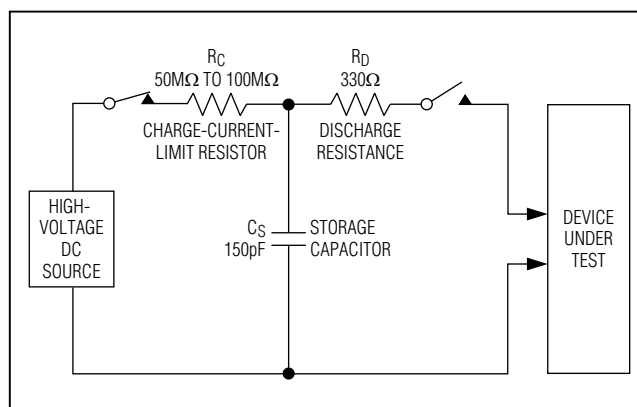 RC
50MΩ TO 100MΩ
CHARGE-CURRENT-
LIMIT RESISTOR
RD
330Ω
DISCHARGE
RESISTANCE
HIGH-
VOLTAGE
DC
SOURCE
CS
150pF
STORAGE
CAPACITOR
DEVICE
UNDER
TEST